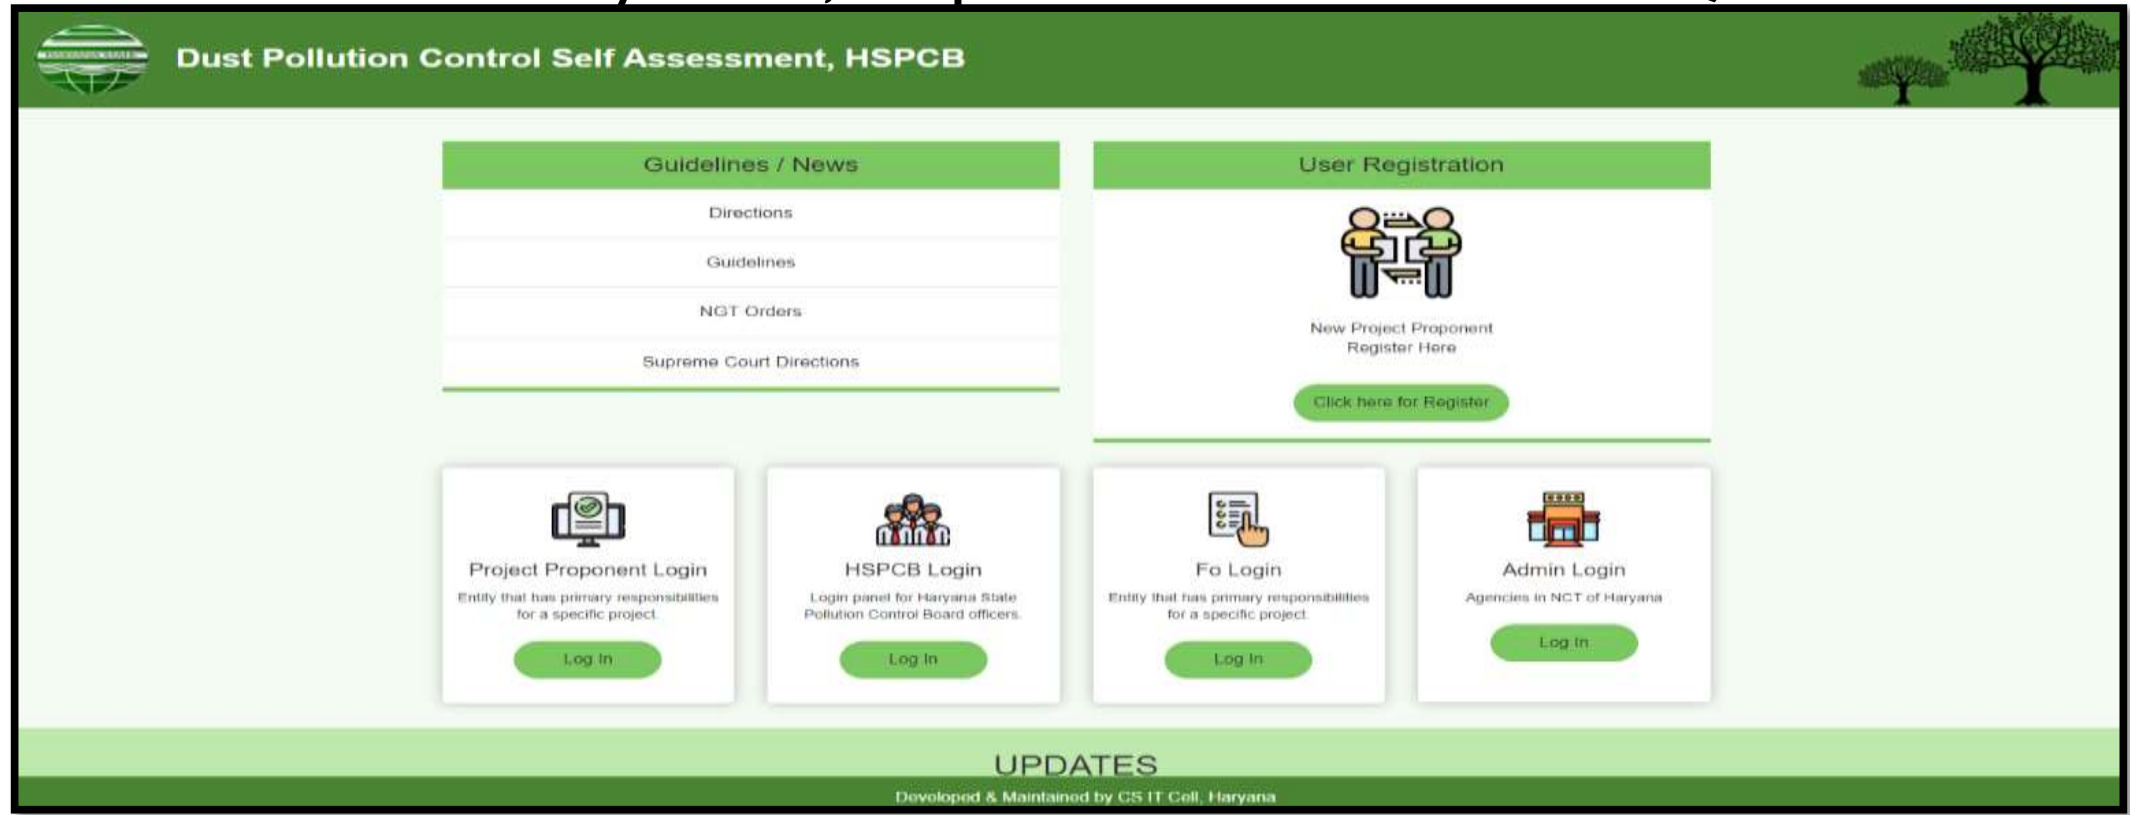 Dust Pollution Control Self Assessment, HSPCB
Guidelines / News
Directions
Guidelines
NGT Orders
Supreme Court Directions
User Registration
New Project Proponent
Register Here
Click here for Register
Project Proponent Login
Entity that has primary responsibilities
for a specific project.
Log In
HSPCB Login
Login panel for Haryana State
Pollution Control Board officers.
Log In
Fo Login
Entity that has primary responsibilities
for a specific project.
Log In
Admin Login
Agencies in NCT of Haryana
Log In
UPDATES
Developed & Maintained by CS IT Cell, Haryana